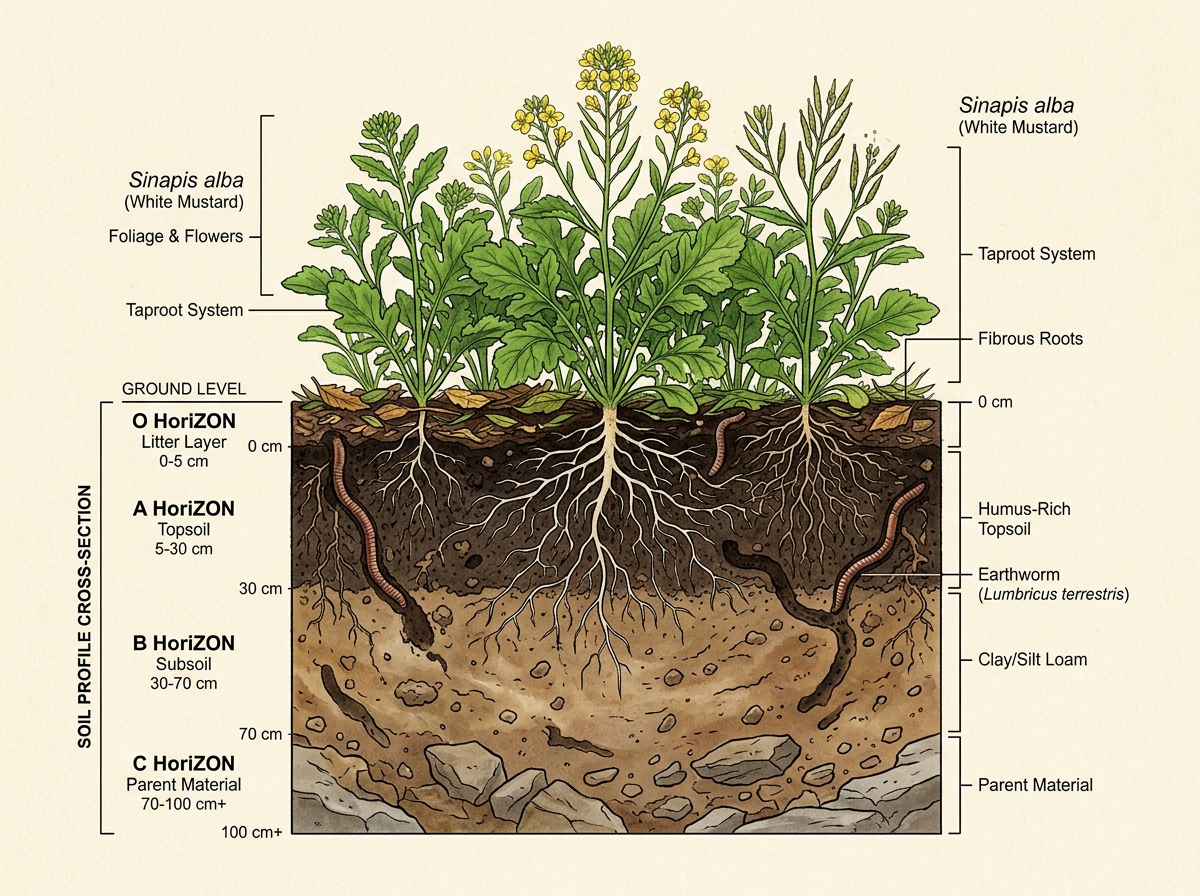 Sinapis alba
(White Mustard)
Foliage & Flowers
Taproot System
GROUND LEVEL
SOIL PROFILE CROSS-SECTION
O HoriZON
Litter Layer
0-5 cm
0 cm
A HoriZON
Topsoil
5-30 cm
30 cm
B HoriZON
Subsoil
30-70 cm
70 cm
C HoriZON
Parent Material
70-100 cm+
100 cm+
Sinapis alba
(White Mustard)
Taproot System
Fibrous Roots
0 cm
Humus-Rich
Topsoil
Earthworm
(Lumbricus terrestris)
Clay/Silt Loam
Parent Material